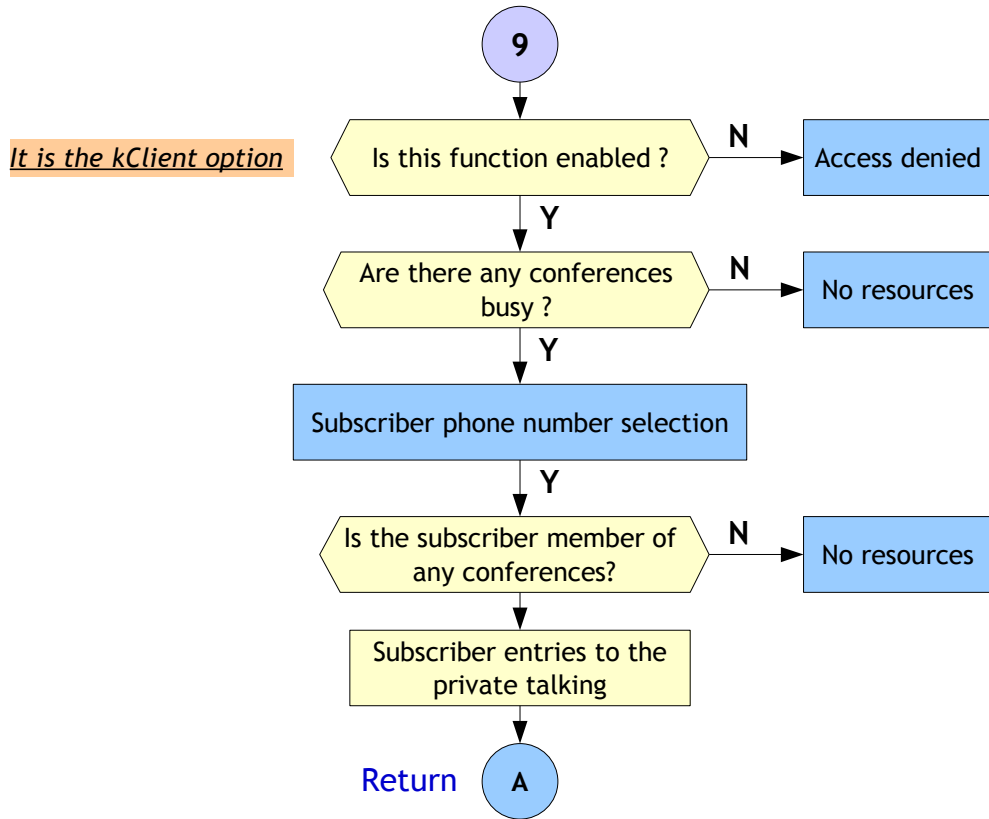 9
It is the kClient option
Is this function enabled ?
N
Access denied
Y
Are there any conferences
busy ?
N
No resources
Y
Subscriber phone number selection
Y
Is the subscriber member of
any conferences?
N
No resources
Subscriber entries to the
private talking
Return
A